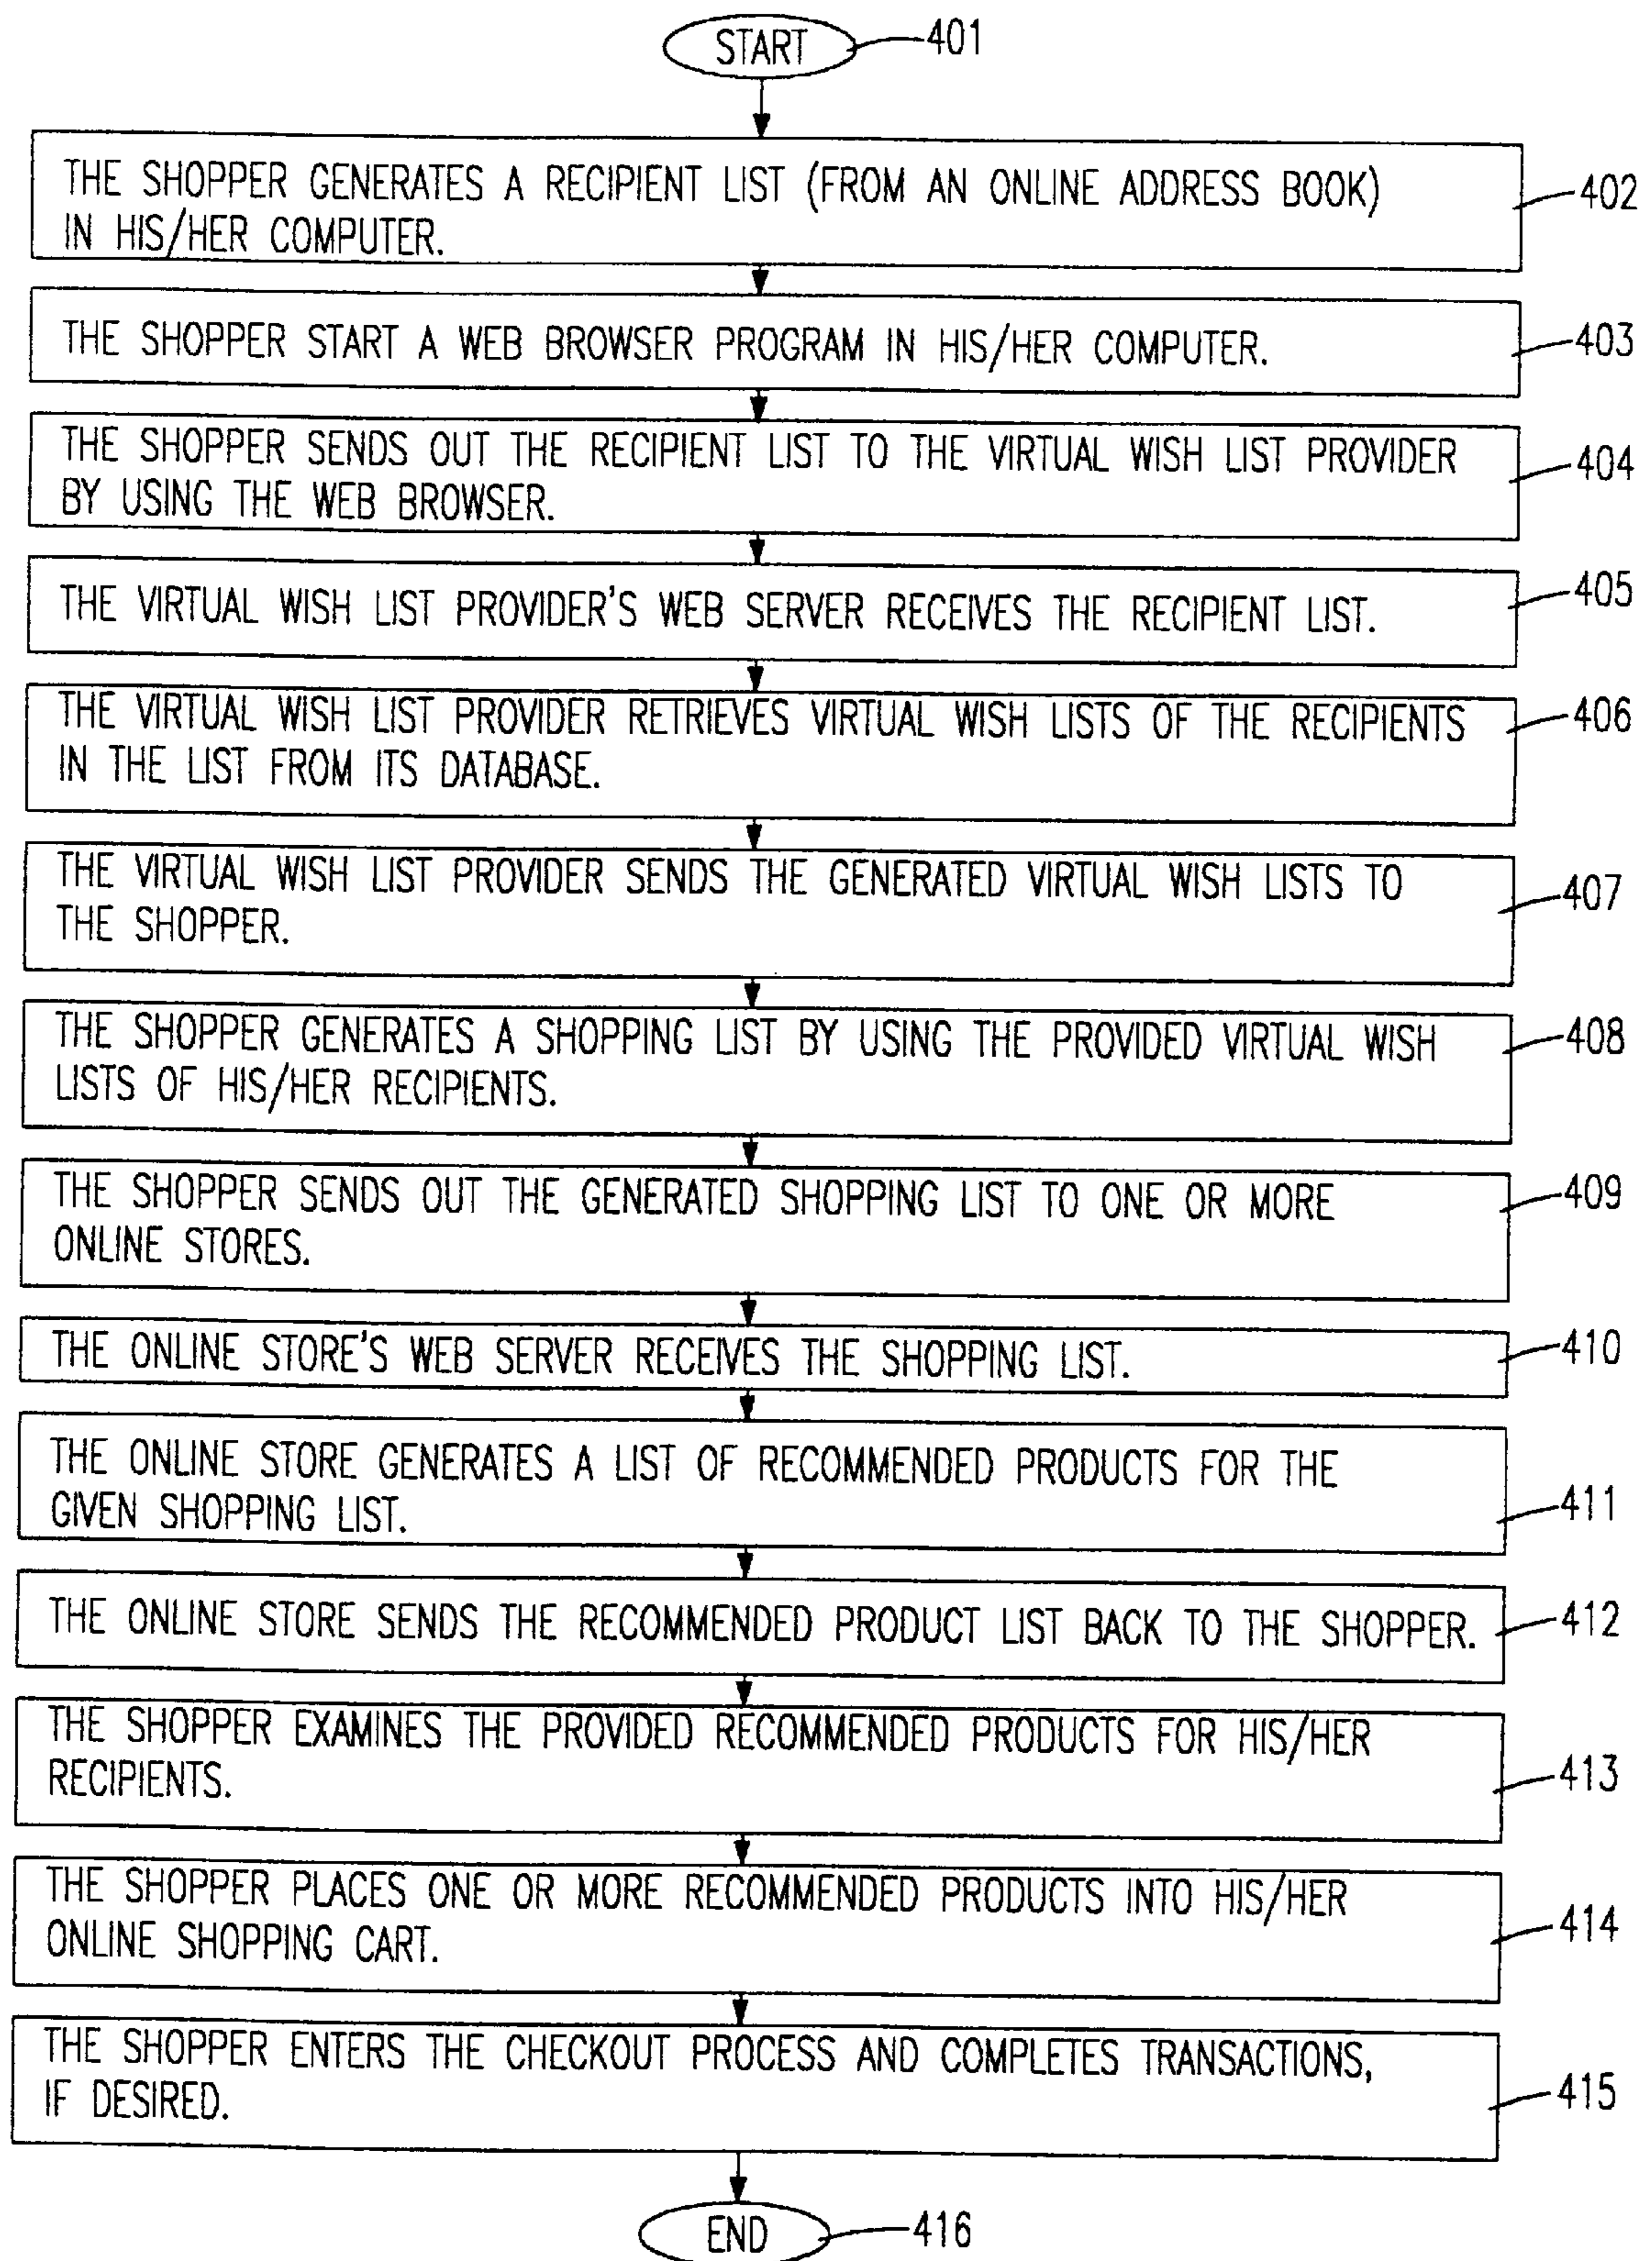 START 401
THE SHOPPER GENERATES A RECIPIENT LIST (FROM AN ONLINE ADDRESS BOOK)
IN HIS/HER COMPUTER.
402
THE SHOPPER START A WEB BROWSER PROGRAM IN HIS/HER COMPUTER.
403
THE SHOPPER SENDS OUT THE RECIPIENT LIST TO THE VIRTUAL WISH LIST PROVIDER
BY USING THE WEB BROWSER.
404
THE VIRTUAL WISH LIST PROVIDER'S WEB SERVER RECEIVES THE RECIPIENT LIST.
405
THE VIRTUAL WISH LIST PROVIDER RETRIEVES VIRTUAL WISH LISTS OF THE RECIPIENTS
IN THE LIST FROM ITS DATABASE.
406
THE VIRTUAL WISH LIST PROVIDER SENDS THE GENERATED VIRTUAL WISH LISTS TO
THE SHOPPER.
407
THE SHOPPER GENERATES A SHOPPING LIST BY USING THE PROVIDED VIRTUAL WISH
LISTS OF HIS/HER RECIPIENTS.
408
THE SHOPPER SENDS OUT THE GENERATED SHOPPING LIST TO ONE OR MORE
ONLINE STORES.
409
THE ONLINE STORE'S WEB SERVER RECEIVES THE SHOPPING LIST.
410
THE ONLINE STORE GENERATES A LIST OF RECOMMENDED PRODUCTS FOR THE
GIVEN SHOPPING LIST.
411
THE ONLINE STORE SENDS THE RECOMMENDED PRODUCT LIST BACK TO THE SHOPPER.
412
THE SHOPPER EXAMINES THE PROVIDED RECOMMENDED PRODUCTS FOR HIS/HER
RECIPIENTS.
413
THE SHOPPER PLACES ONE OR MORE RECOMMENDED PRODUCTS INTO HIS/HER
ONLINE SHOPPING CART.
414
THE SHOPPER ENTERS THE CHECKOUT PROCESS AND COMPLETES TRANSACTIONS,
IF DESIRED.
415
END 416